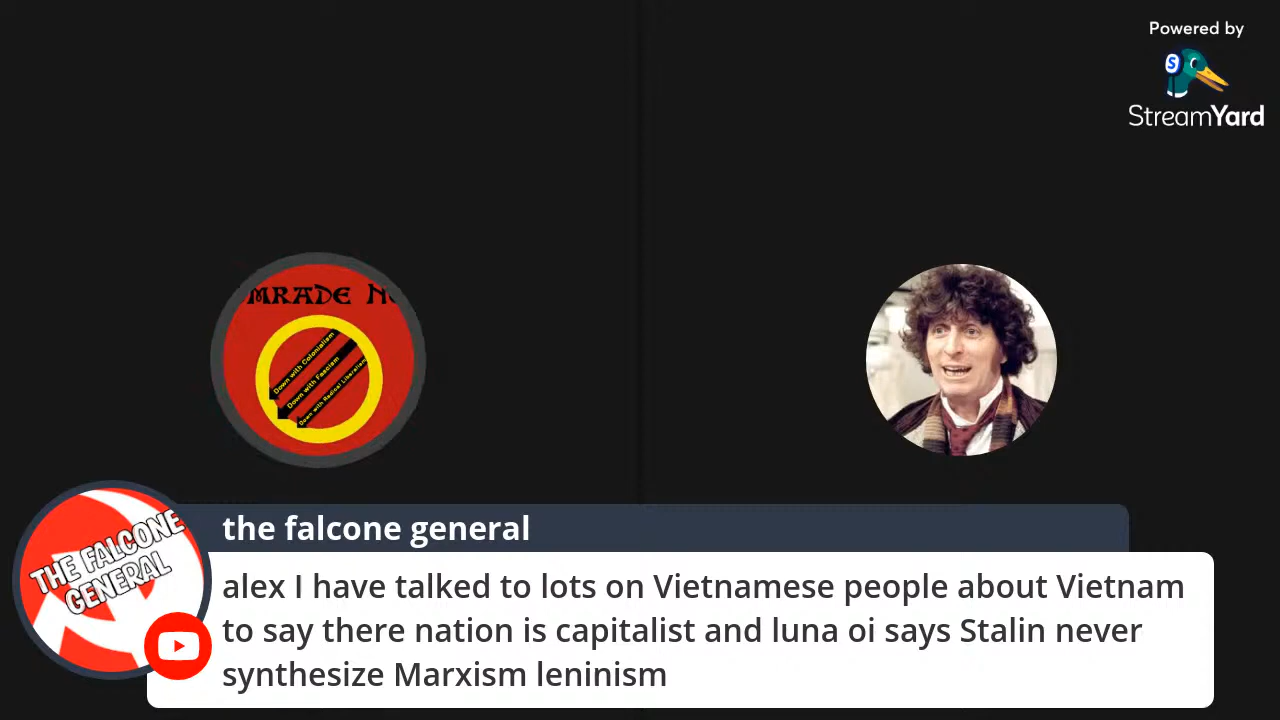 Powered by
S
StreamYard
MRADE N
Down with Colonialism
Down with Fascism
Down with Radical Liberalism
the falcone general
THE FALCONE
GENERAL
alex I have talked to lots on Vietnamese people about Vietnam
to say there nation is capitalist and luna oi says Stalin never
synthesize Marxism leninism